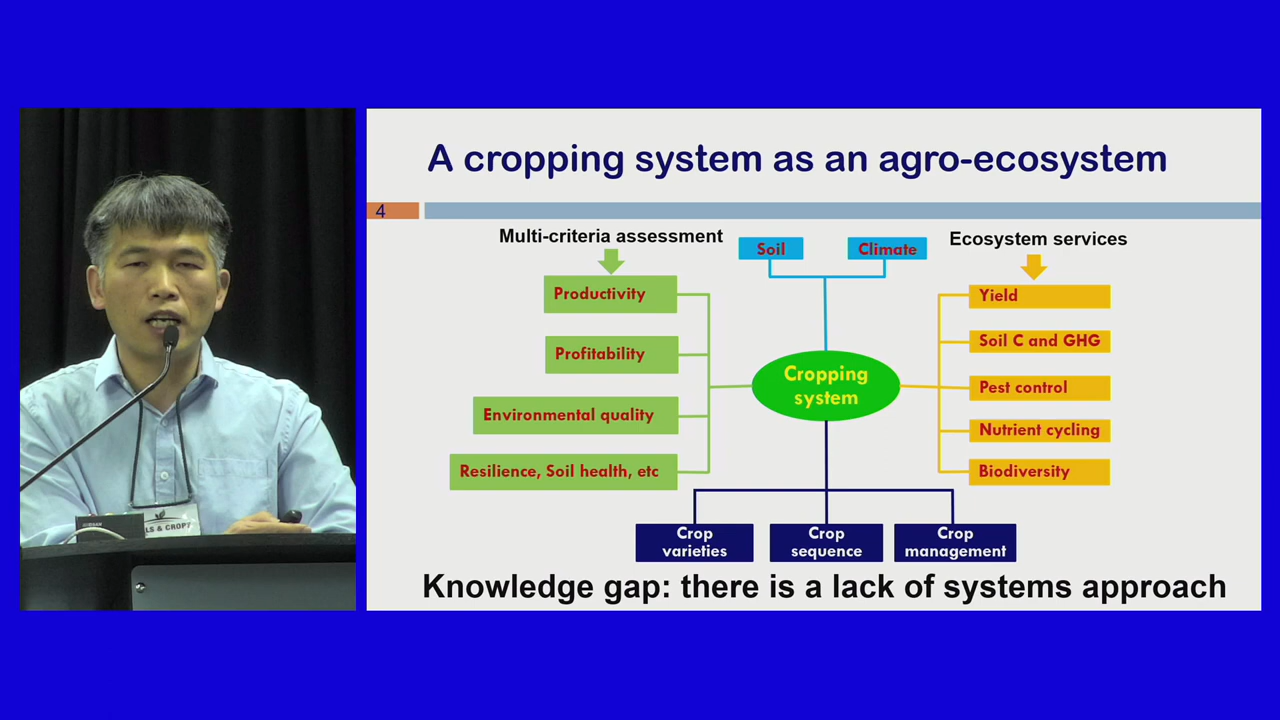 A cropping system as an agro-ecosystem
4
Multi-criteria assessment
Soil
Climate
Ecosystem services
Productivity
Profitability
Environmental quality
Resilience, Soil health, etc
Cropping
system
Yield
Soil C and GHG
Pest control
Nutrient cycling
Biodiversity
Crop
varieties
Crop
sequence
Crop
management
Knowledge gap: there is a lack of systems approach
LS & CROPS